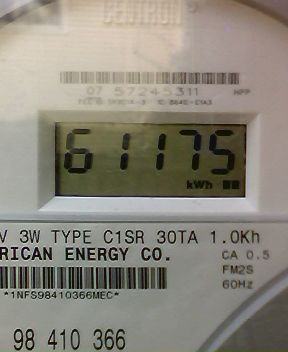 CENTRON
07 57245311
61175
kWh
V 3W TYPE C1SR 30TA 1.0Kh
RICAN ENERGY CO.
CA 0.5
FM2S
60Hz
*1NFS98410366MEC*
98 410 366